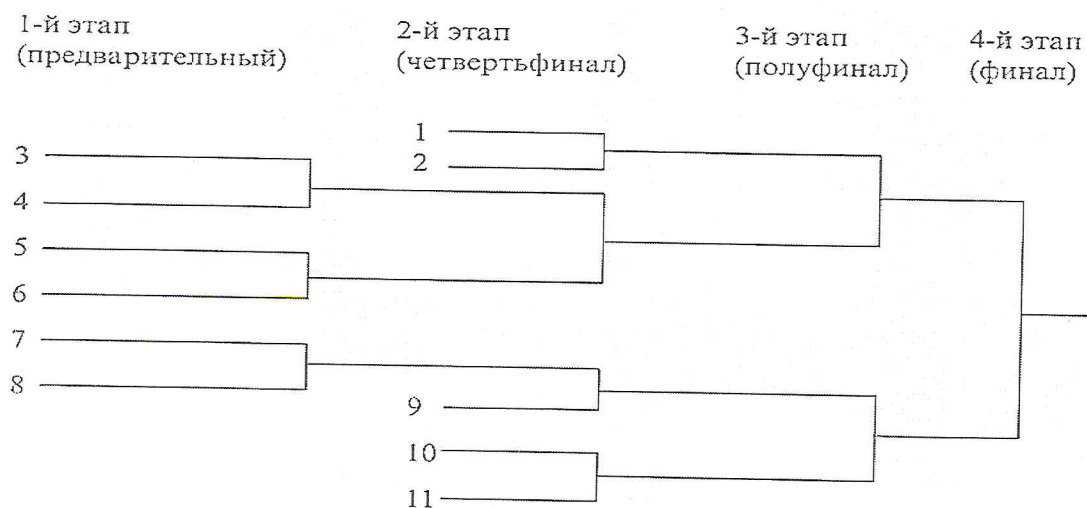 1-й этап
(предварительный)
2-й этап
(четвертьфинал)
3-й этап
(полуфинал)
4-й этап
(финал)
1
3
2
4
5
6
7
8
9
10
11